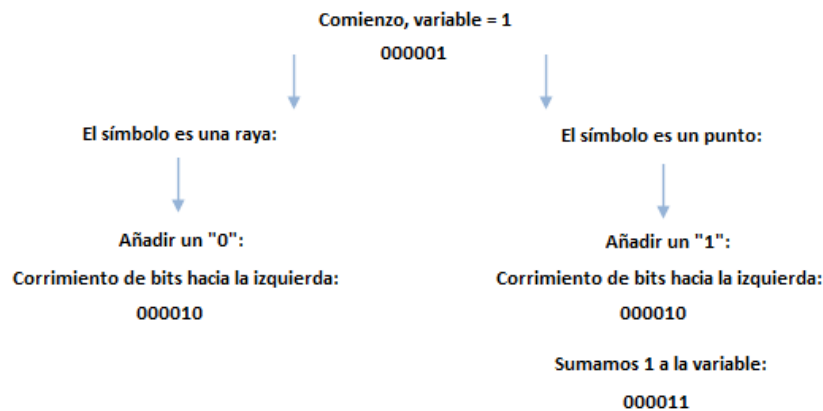 Comienzo, variable = 1
000001
El símbolo es una raya:
El símbolo es un punto:
Añadir un "0":
Corrimiento de bits hacia la izquierda:
000010
Añadir un "1":
Corrimiento de bits hacia la izquierda:
000010
Sumamos 1 a la variable:
000011